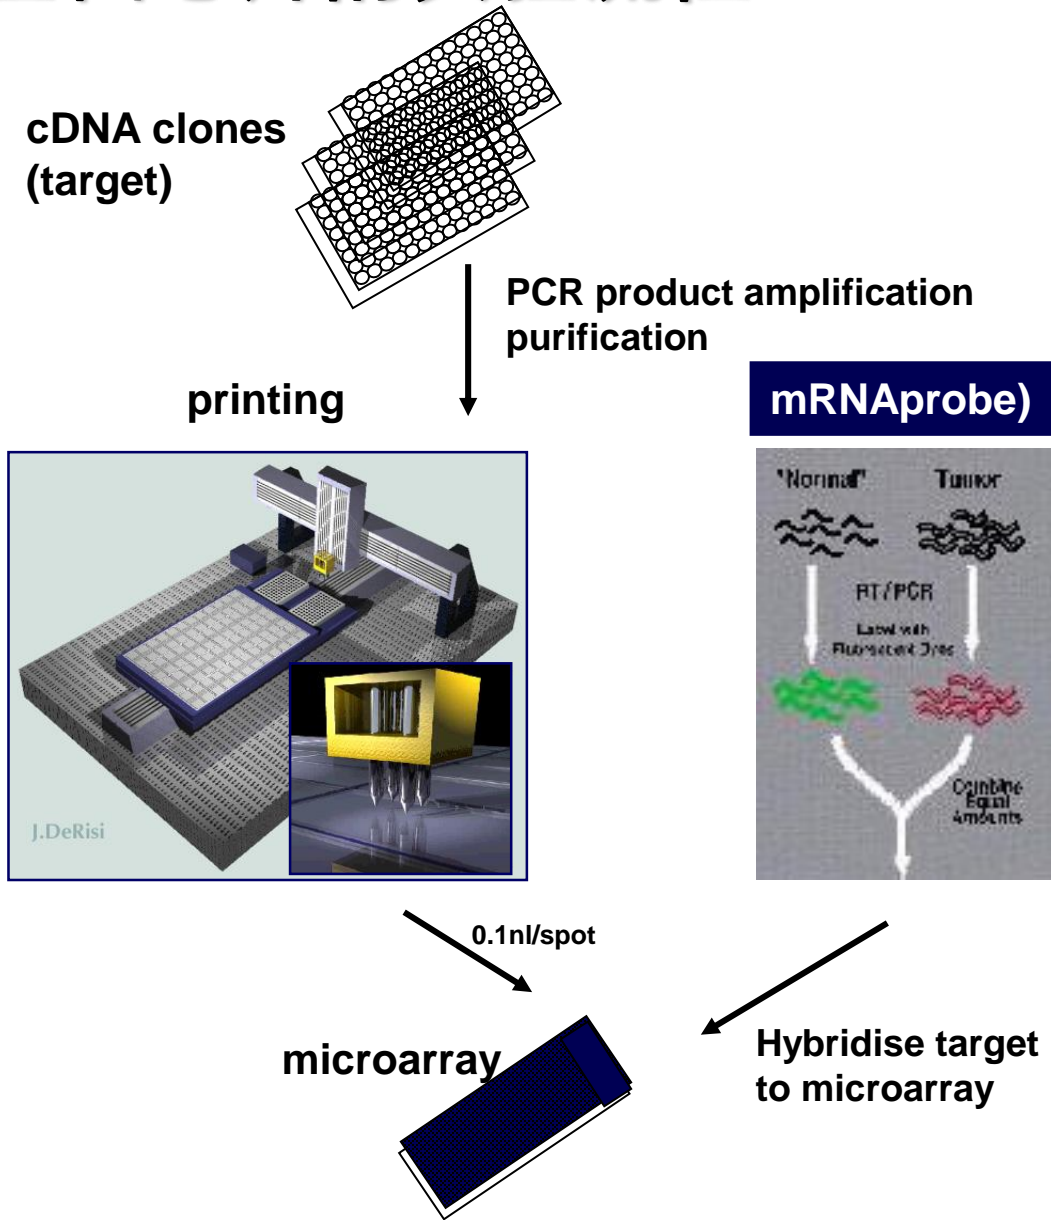 cDNA clones
(target)
PCR product amplification
purification
printing
mRNAprobe)
"Normal"
Tumor
RT/PCR
Label with
Fluorescent Dyes
Combine
Equal
Amounts
J.DeRisi
0.1nl/spot
microarray
Hybridise target
to microarray